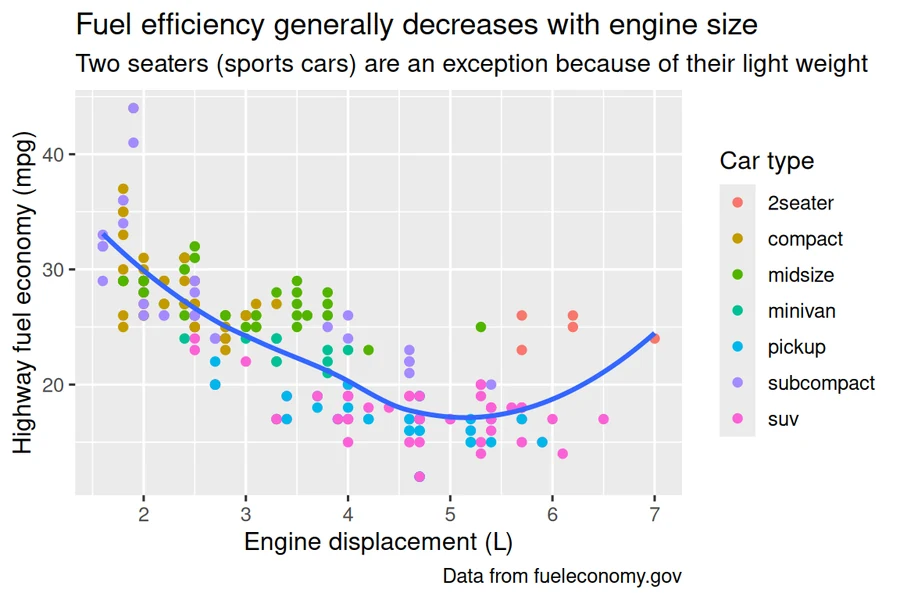 Fuel efficiency generally decreases with engine size
Two seaters (sports cars) are an exception because of their light weight
Highway fuel economy (mpg)
40
30
20
2 3 4 5 6 7
Engine displacement (L)
Car type
2seater
compact
midsize
minivan
pickup
subcompact
suv
Data from fueleconomy.gov